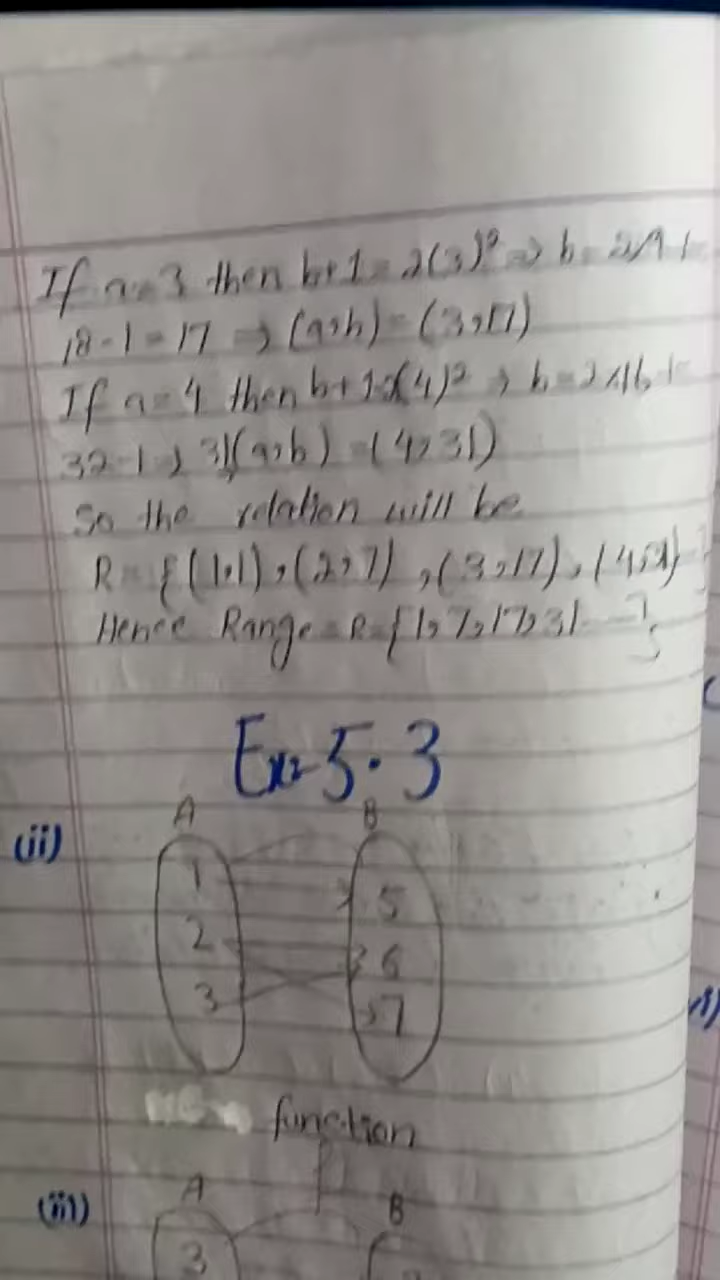 If a=3 then b+1=2(3)² ⇒ b=2×9-1=
18-1=17 ⇒ (a,b)=(3,17)
If a=4 then b+1=2(4)² ⇒ b=2×16-1=
32-1 ⇒ 31 (a,b)=(4,31)
So the relation will be
R={(1,1),(2,7),(3,17),(4,31)
Hence Range=R={1,7,17,31---}
Ex:-5.3
A B
(ii)
1 5
2 6
3 7
function
(iii)
A B
3